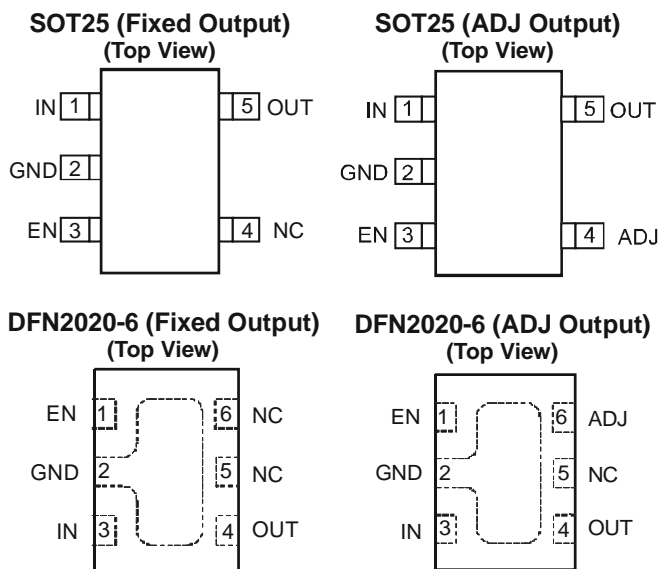 SOT25 (Fixed Output)
(Top View)
IN 1
5 OUT
GND 2
EN 3
4 NC
SOT25 (ADJ Output)
(Top View)
IN 1
5 OUT
GND 2
EN 3
4 ADJ
DFN2020-6 (Fixed Output)
(Top View)
EN 1
6 NC
GND 2
5 NC
IN 3
4 OUT
DFN2020-6 (ADJ Output)
(Top View)
EN 1
6 ADJ
GND 2
5 NC
IN 3
4 OUT